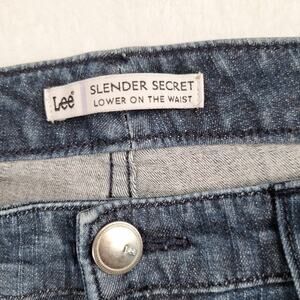 Lee
SLENDER SECRET
LOWER ON THE WAIST